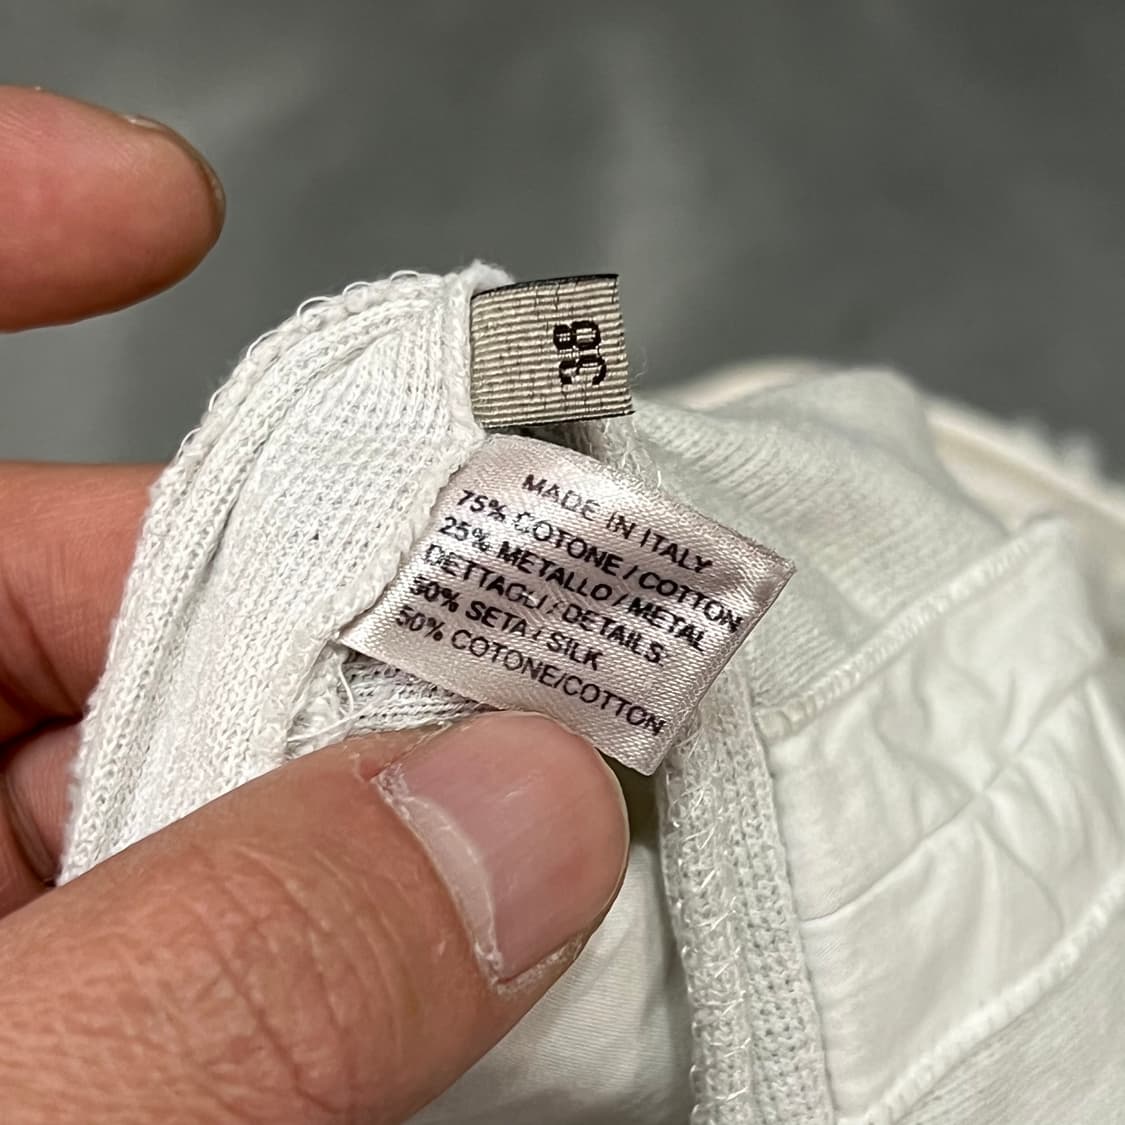 38
MADE IN ITALY
75% COTONE / COTTON
25% METALLO / METAL
DETTAGLI / DETAILS.
50% SETA / SILK
50% COTONE/COTTON